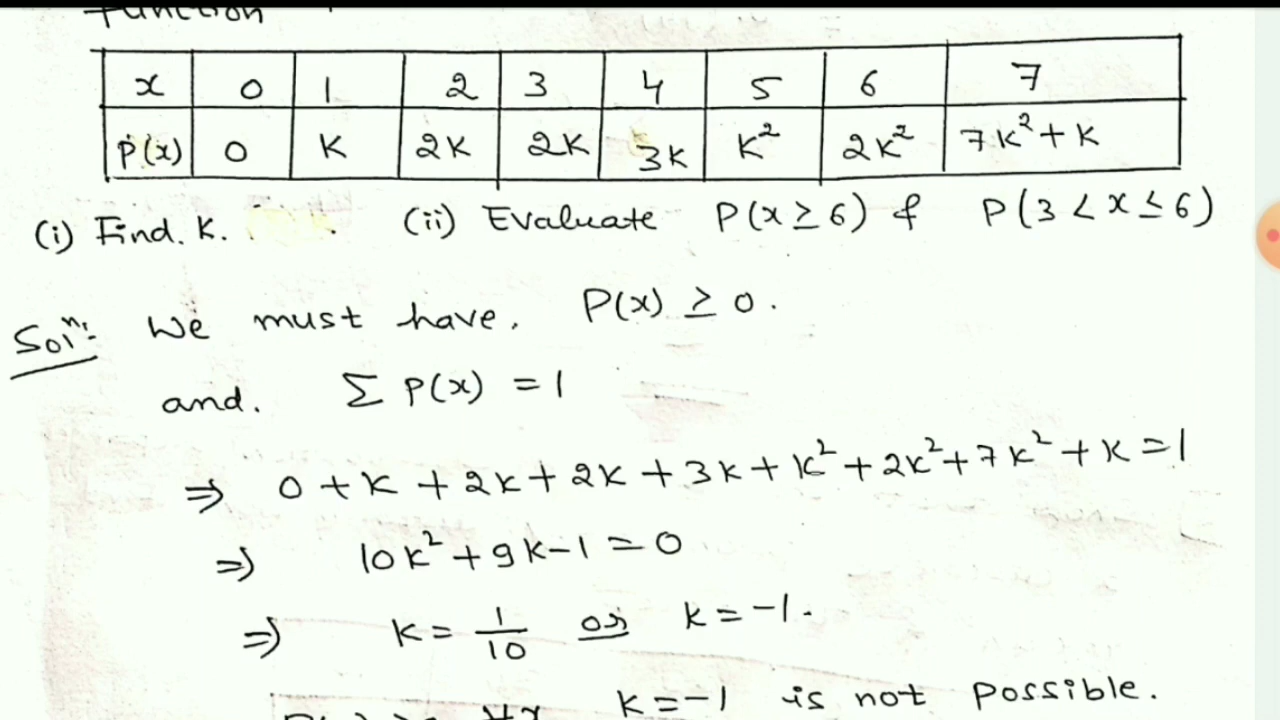 function
x 0 1 2 3 4 5 6 7
P(x) 0 K 2K 2K 3K K² 2K² 7K²+K
(i) Find. K. (ii) Evaluate P(x ≥ 6) & P(3 < x ≤ 6)
Solⁿ: We must have. P(x) ≥ 0.
and. Σ P(x) = 1
⇒ 0 + K + 2K + 2K + 3K + K² + 2K² + 7K² + K = 1
⇒ 10K² + 9K - 1 = 0
⇒ K = 1/10 or K = -1.
K = -1 is not possible.